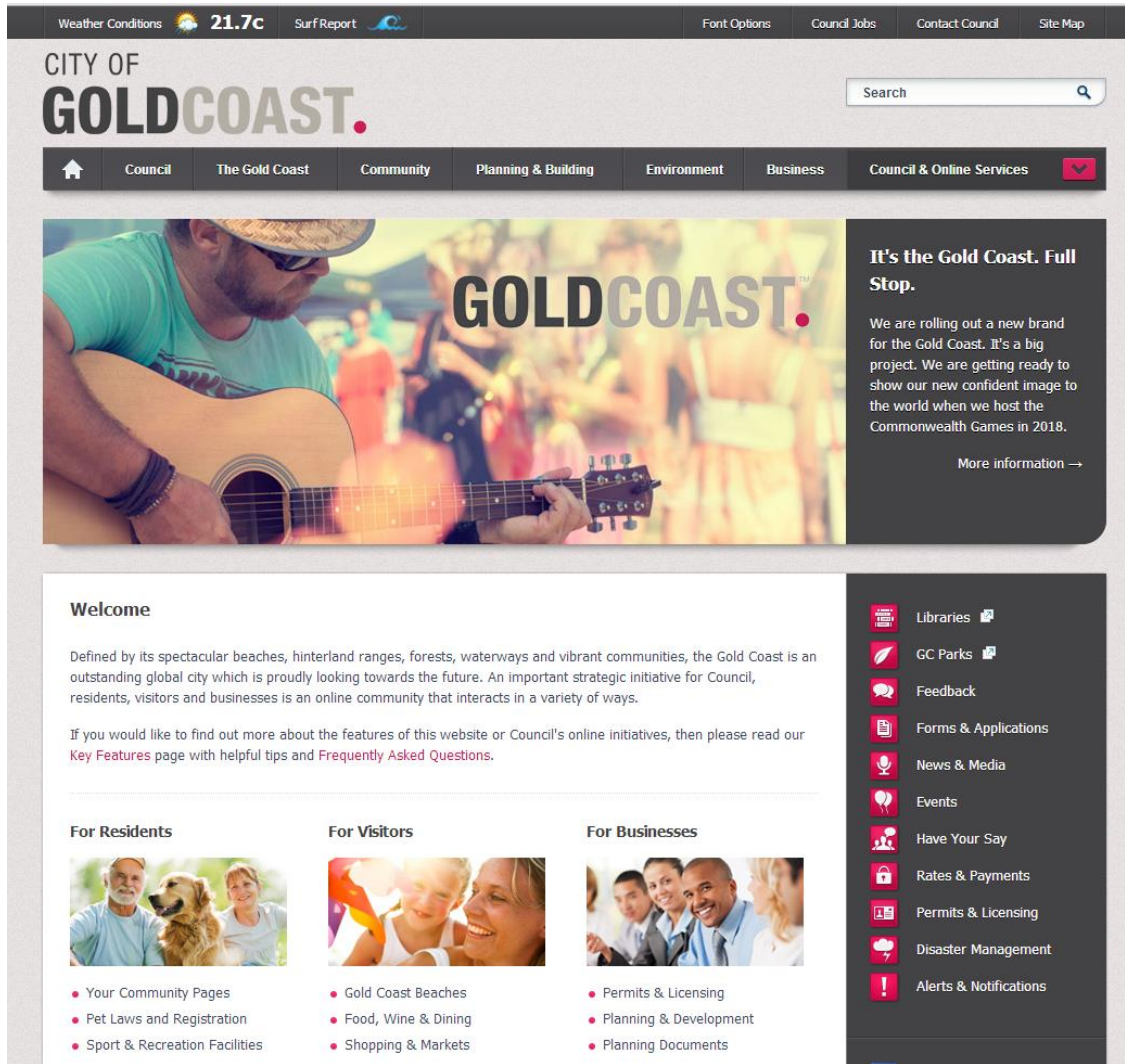 Weather Conditions 21.7c Surf Report Font Options Council Jobs Contact Council Site Map
CITY OF
GOLDCOAST.
Search
Council The Gold Coast Community Planning & Building Environment Business Council & Online Services
GOLDCOAST.™
It's the Gold Coast. Full
Stop.
We are rolling out a new brand
for the Gold Coast. It's a big
project. We are getting ready to
show our new confident image to
the world when we host the
Commonwealth Games in 2018.
More information →
Welcome
Defined by its spectacular beaches, hinterland ranges, forests, waterways and vibrant communities, the Gold Coast is an
outstanding global city which is proudly looking towards the future. An important strategic initiative for Council,
residents, visitors and businesses is an online community that interacts in a variety of ways.
If you would like to find out more about the features of this website or Council's online initiatives, then please read our
Key Features page with helpful tips and Frequently Asked Questions.
For Residents
• Your Community Pages
• Pet Laws and Registration
• Sport & Recreation Facilities
For Visitors
• Gold Coast Beaches
• Food, Wine & Dining
• Shopping & Markets
For Businesses
• Permits & Licensing
• Planning & Development
• Planning Documents
Libraries
GC Parks
Feedback
Forms & Applications
News & Media
Events
Have Your Say
Rates & Payments
Permits & Licensing
Disaster Management
Alerts & Notifications